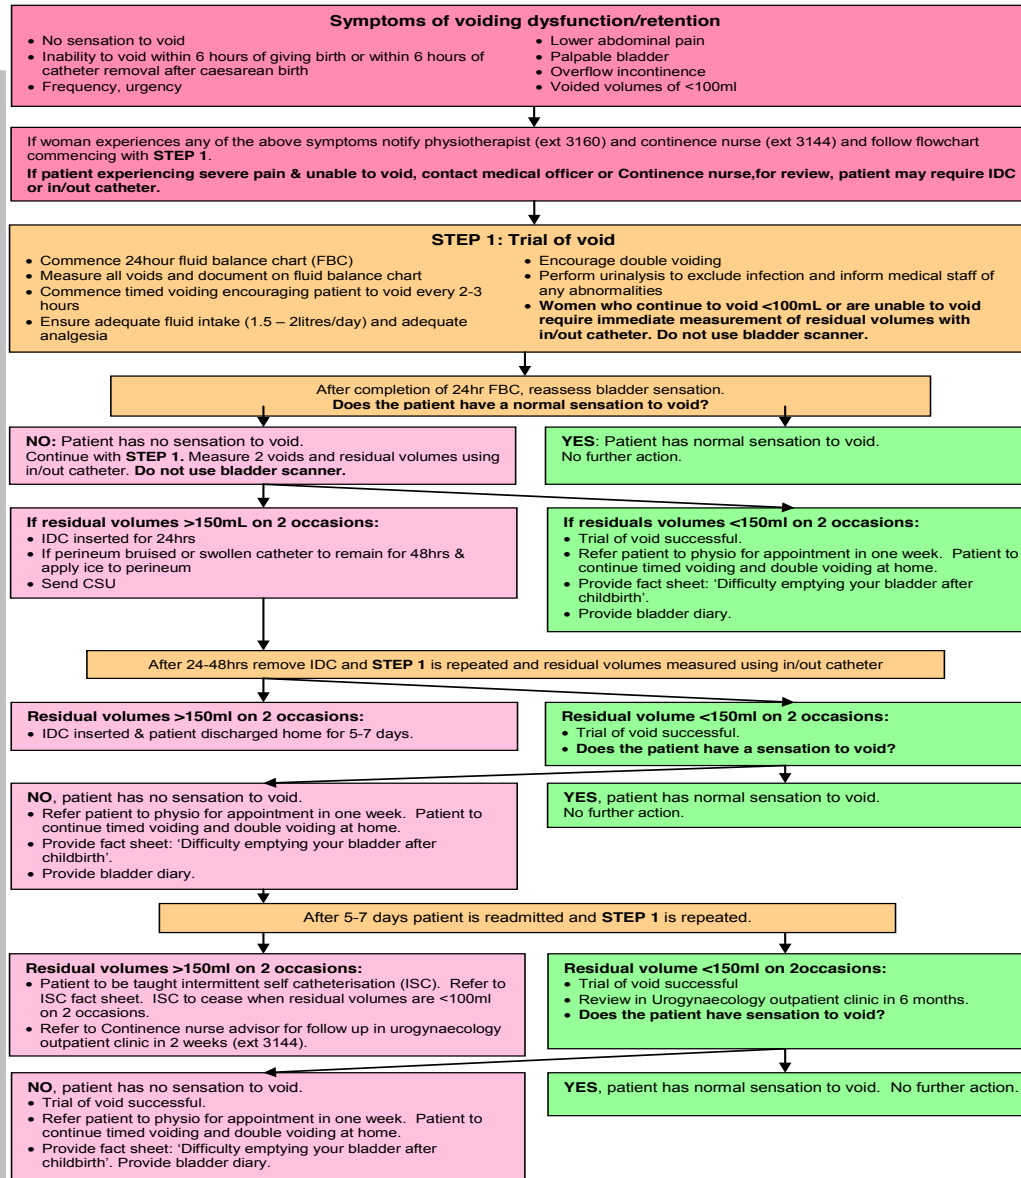 Symptoms of voiding dysfunction/retention
• No sensation to void
• Inability to void within 6 hours of giving birth or within 6 hours of
catheter removal after caesarean birth
• Frequency, urgency
• Lower abdominal pain
• Palpable bladder
• Overflow incontinence
• Voided volumes of <100ml
If woman experiences any of the above symptoms notify physiotherapist (ext 3160) and continence nurse (ext 3144) and follow flowchart
commencing with STEP 1.
If patient experiencing severe pain & unable to void, contact medical officer or Continence nurse,for review, patient may require IDC
or in/out catheter.
STEP 1: Trial of void
• Commence 24hour fluid balance chart (FBC)
• Measure all voids and document on fluid balance chart
• Commence timed voiding encouraging patient to void every 2-3
hours
• Ensure adequate fluid intake (1.5 – 2litres/day) and adequate
analgesia
• Encourage double voiding
• Perform urinalysis to exclude infection and inform medical staff of
any abnormalities
• Women who continue to void <100mL or are unable to void
require immediate measurement of residual volumes with
in/out catheter. Do not use bladder scanner.
After completion of 24hr FBC, reassess bladder sensation.
Does the patient have a normal sensation to void?
NO: Patient has no sensation to void.
Continue with STEP 1. Measure 2 voids and residual volumes using
in/out catheter. Do not use bladder scanner.
YES: Patient has normal sensation to void.
No further action.
If residual volumes >150mL on 2 occasions:
• IDC inserted for 24hrs
• If perineum bruised or swollen catheter to remain for 48hrs &
apply ice to perineum
• Send CSU
If residuals volumes <150ml on 2 occasions:
• Trial of void successful.
• Refer patient to physio for appointment in one week. Patient to
continue timed voiding and double voiding at home.
• Provide fact sheet: 'Difficulty emptying your bladder after
childbirth'.
• Provide bladder diary.
After 24-48hrs remove IDC and STEP 1 is repeated and residual volumes measured using in/out catheter
Residual volumes >150ml on 2 occasions:
• IDC inserted & patient discharged home for 5-7 days.
Residual volume <150ml on 2 occasions:
• Trial of void successful.
• Does the patient have a sensation to void?
NO, patient has no sensation to void.
• Refer patient to physio for appointment in one week. Patient to
continue timed voiding and double voiding at home.
• Provide fact sheet: 'Difficulty emptying your bladder after
childbirth'.
• Provide bladder diary.
YES, patient has normal sensation to void.
No further action.
After 5-7 days patient is readmitted and STEP 1 is repeated.
Residual volumes >150ml on 2 occasions:
• Patient to be taught intermittent self catheterisation (ISC). Refer to
ISC fact sheet. ISC to cease when residual volumes are <100ml
on 2 occasions.
• Refer to Continence nurse advisor for follow up in urogynaecology
outpatient clinic in 2 weeks (ext 3144).
Residual volume <150ml on 2occasions:
• Trial of void successful
• Review in Urogynaecology outpatient clinic in 6 months.
• Does the patient have sensation to void?
NO, patient has no sensation to void.
• Trial of void successful.
• Refer patient to physio for appointment in one week. Patient to
continue timed voiding and double voiding at home.
• Provide fact sheet: 'Difficulty emptying your bladder after
childbirth'. Provide bladder diary.
YES, patient has normal sensation to void. No further action.